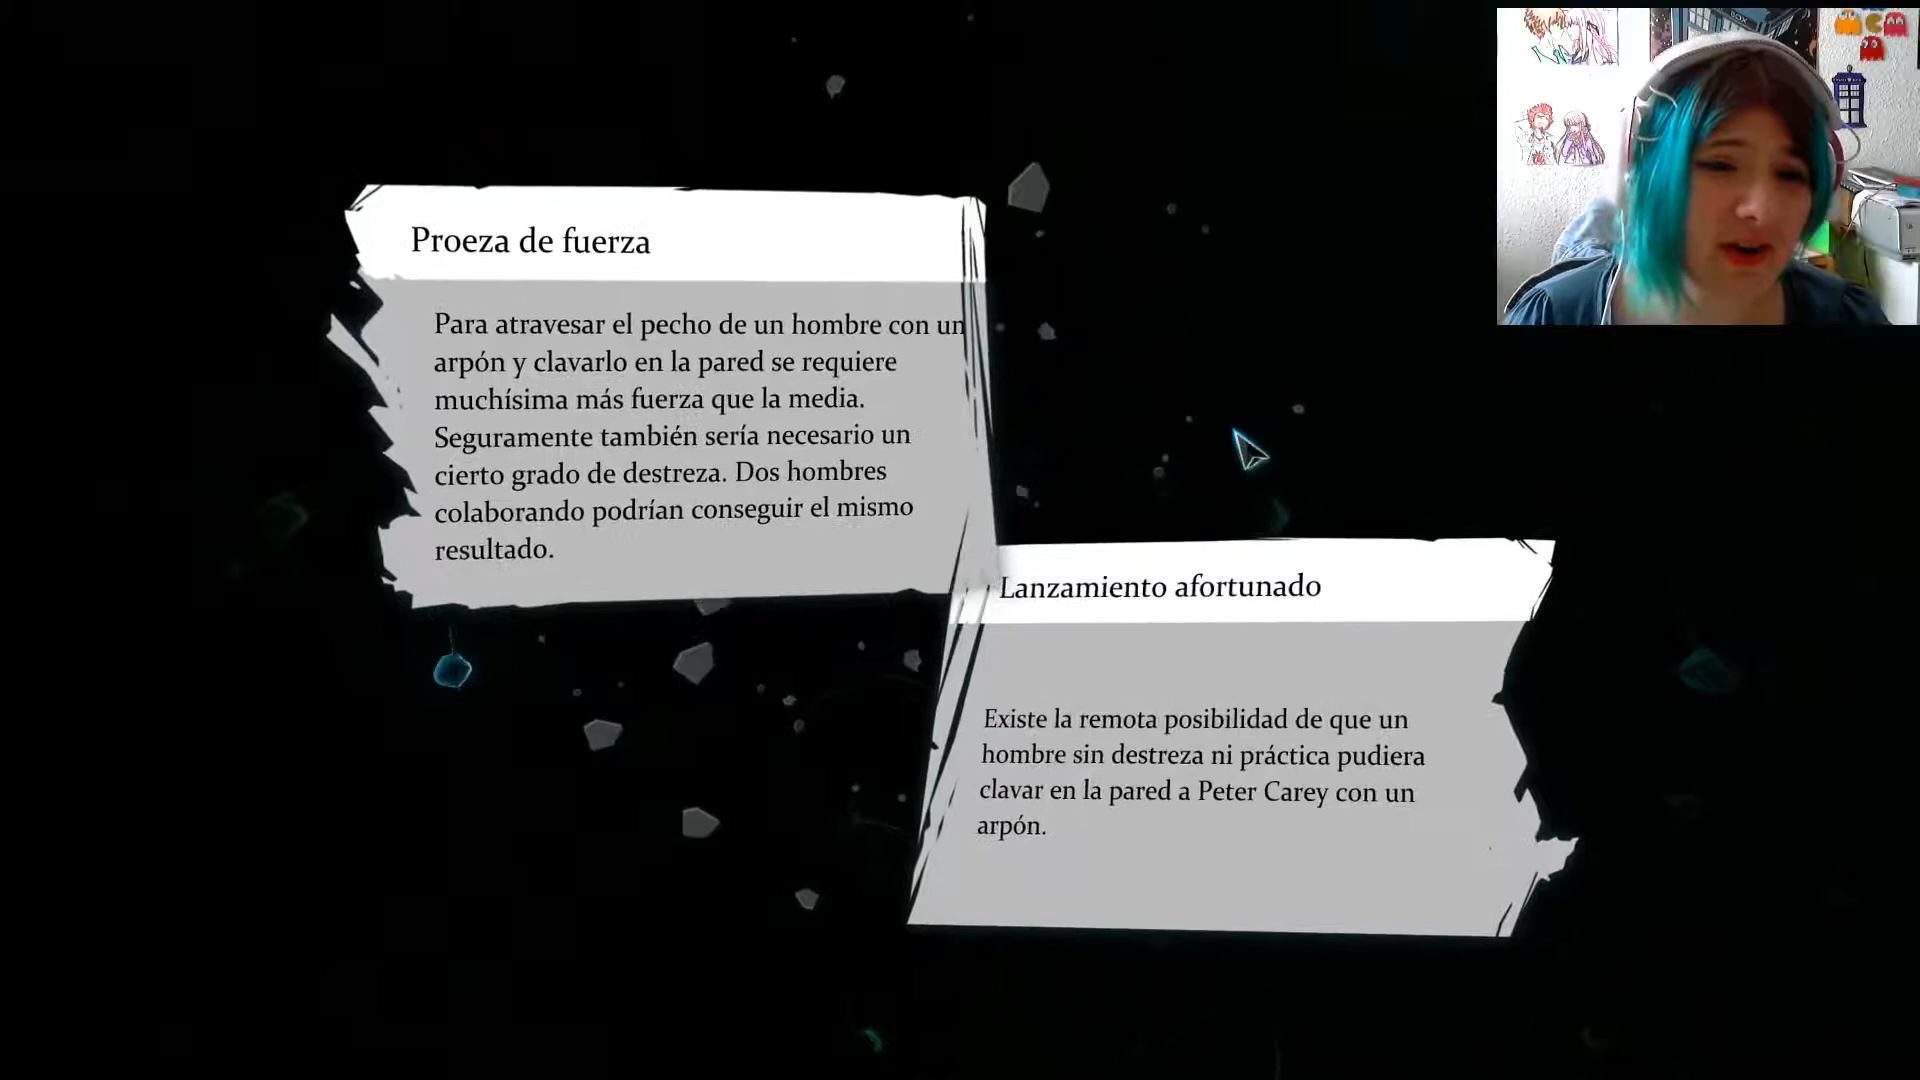 Proeza de fuerza
Para atravesar el pecho de un hombre con un
arpón y clavarlo en la pared se requiere
muchísima más fuerza que la media.
Seguramente también sería necesario un
cierto grado de destreza. Dos hombres
colaborando podrían conseguir el mismo
resultado.
Lanzamiento afortunado
Existe la remota posibilidad de que un
hombre sin destreza ni práctica pudiera
clavar en la pared a Peter Carey con un
arpón.